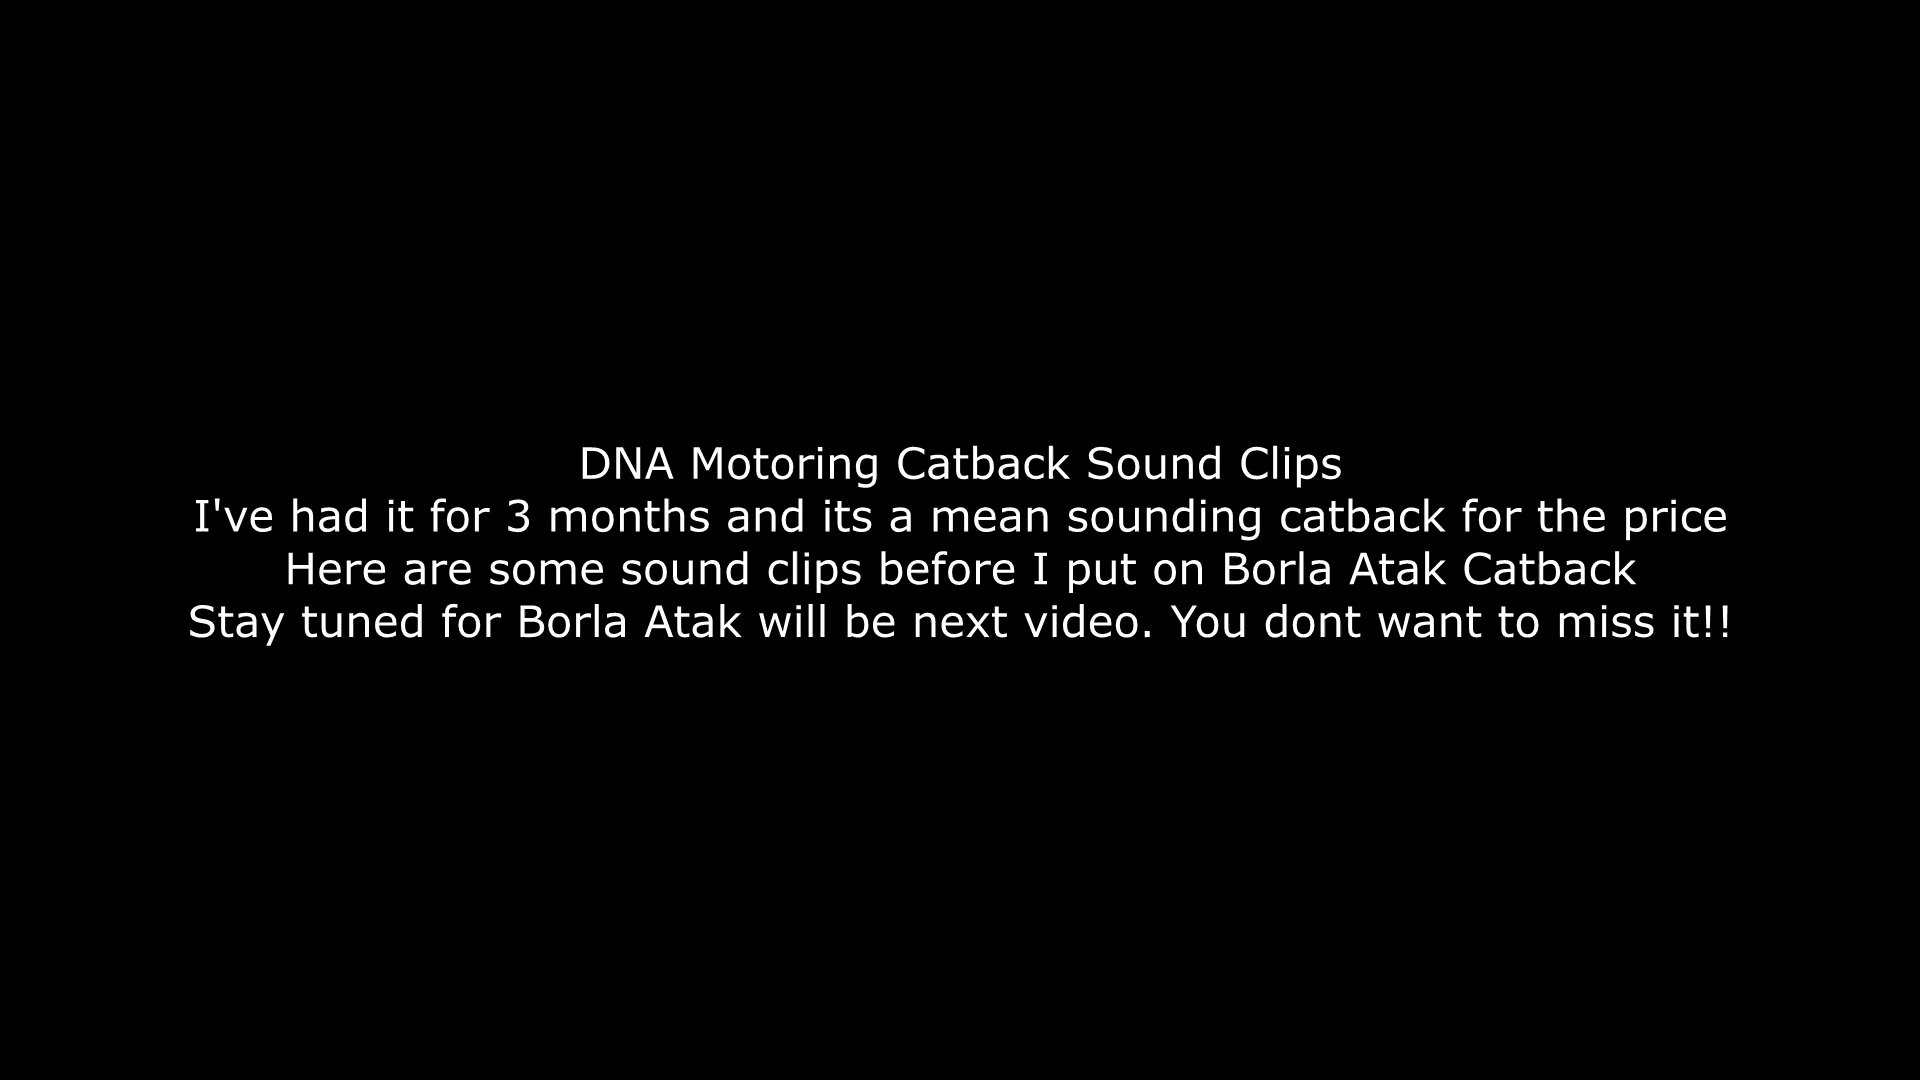 DNA Motoring Catback Sound Clips
I've had it for 3 months and its a mean sounding catback for the price
Here are some sound clips before I put on Borla Atak Catback
Stay tuned for Borla Atak will be next video. You dont want to miss it!!